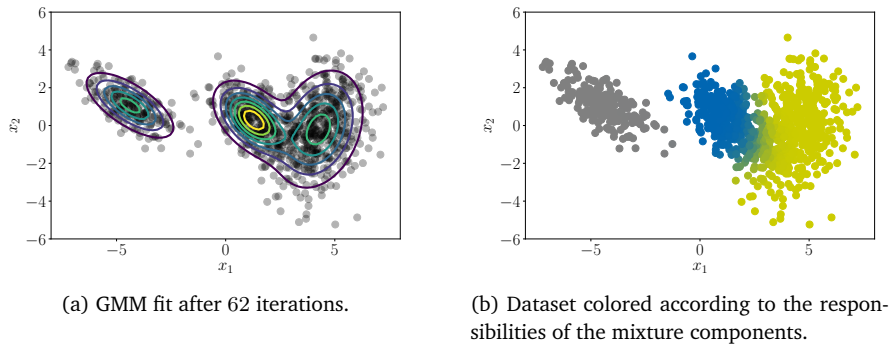 6
4
2
0
−2
−4
−6
x₂
−5
0
5
x₁
(a) GMM fit after 62 iterations.
6
4
2
0
−2
−4
−6
x₂
−5
0
5
x₁
(b) Dataset colored according to the respon-
sibilities of the mixture components.